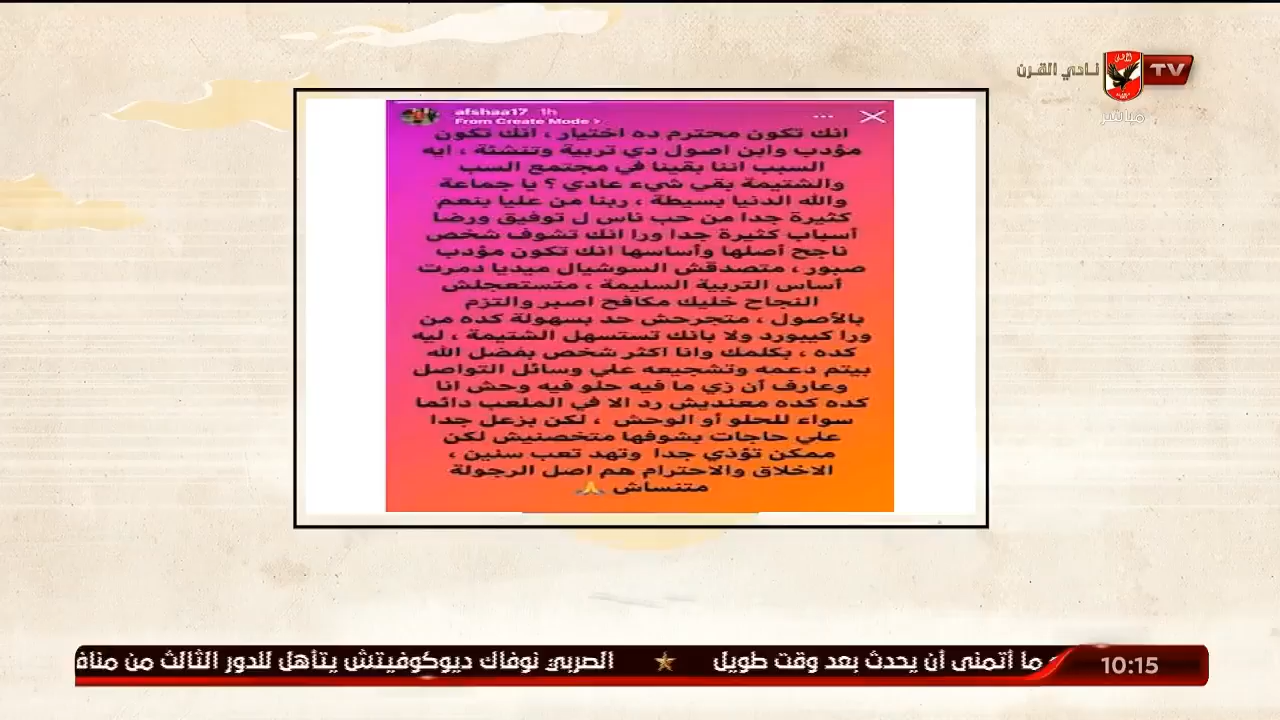 نادي القرن
TV
مباشر
afshaa17 1h
From Create Mode >
انك تكون محترم ده اختيار ، انك تكون
مؤدب وابن اصول دي تربية وتنشئة ، ايه
السبب اننا بقينا في مجتمع السب
والشتيمة بقي شيء عادي ؟ يا جماعة
والله الدنيا بسيطة ، ربنا من عليا بنعم
كثيرة جدا من حب ناس ل توفيق ورضا
أسباب كثيرة جدا ورا انك تشوف شخص
ناجح أصلها وأساسها انك تكون مؤدب
صبور ، متصدقش السوشيال ميديا دمرت
أساس التربية السليمة ، متستعجلش
النجاح خليك مكافح اصبر والتزم
بالأصول ، متجرحش حد بسهولة كده من
ورا كيبورد ولا بانك تستسهل الشتيمة ، ليه
كده ، بكلمك وانا اكثر شخص بفضل الله
بيتم دعمه وتشجيعه علي وسائل التواصل
وعارف أن زي ما فيه حلو فيه وحش انا
كده كده معنديش رد الا في الملعب دائما
سواء للحلو أو الوحش ، لكن بزعل جدا
علي حاجات بشوفها متخصنيش لكن
ممكن تؤذي جدا وتهد تعب سنين ،
الاخلاق والاحترام هم اصل الرجولة
متنساش 🙏
ما أتمنى أن يحدث بعد وقت طويل ★ الصربي نوفاك ديوكوفيتش يتأهل للدور الثالث من مناف
10:15